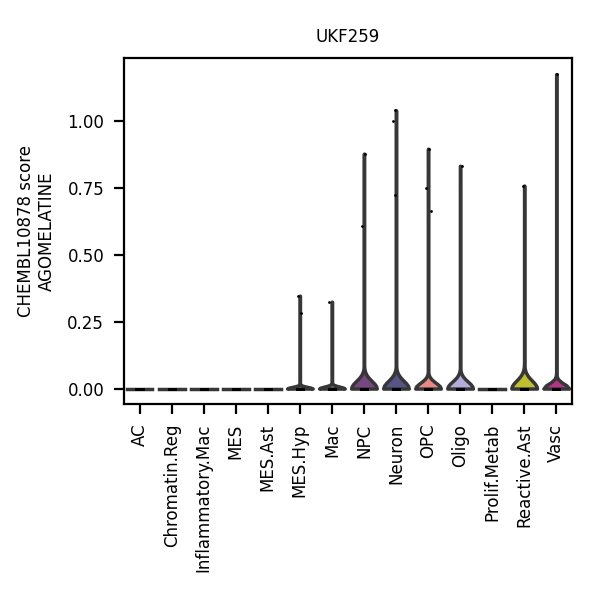 UKF259
CHEMBL10878 score
AGOMELATINE
1.00
0.75
0.50
0.25
0.00
AC
Chromatin.Reg
Inflammatory.Mac
MES
MES.Ast
MES.Hyp
Mac
NPC
Neuron
OPC
Oligo
Prolif.Metab
Reactive.Ast
Vasc